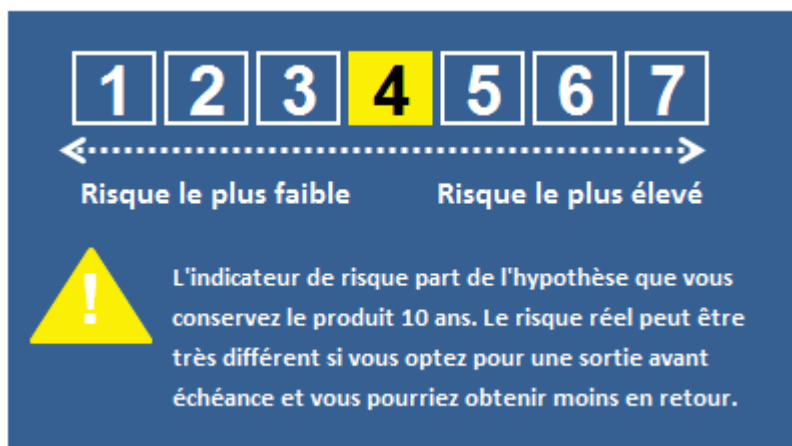 1 2 3 4 5 6 7
Risque le plus faible Risque le plus élevé
!
L'indicateur de risque part de l'hypothèse que vous
conservez le produit 10 ans. Le risque réel peut être
très différent si vous optez pour une sortie avant
échéance et vous pourriez obtenir moins en retour.